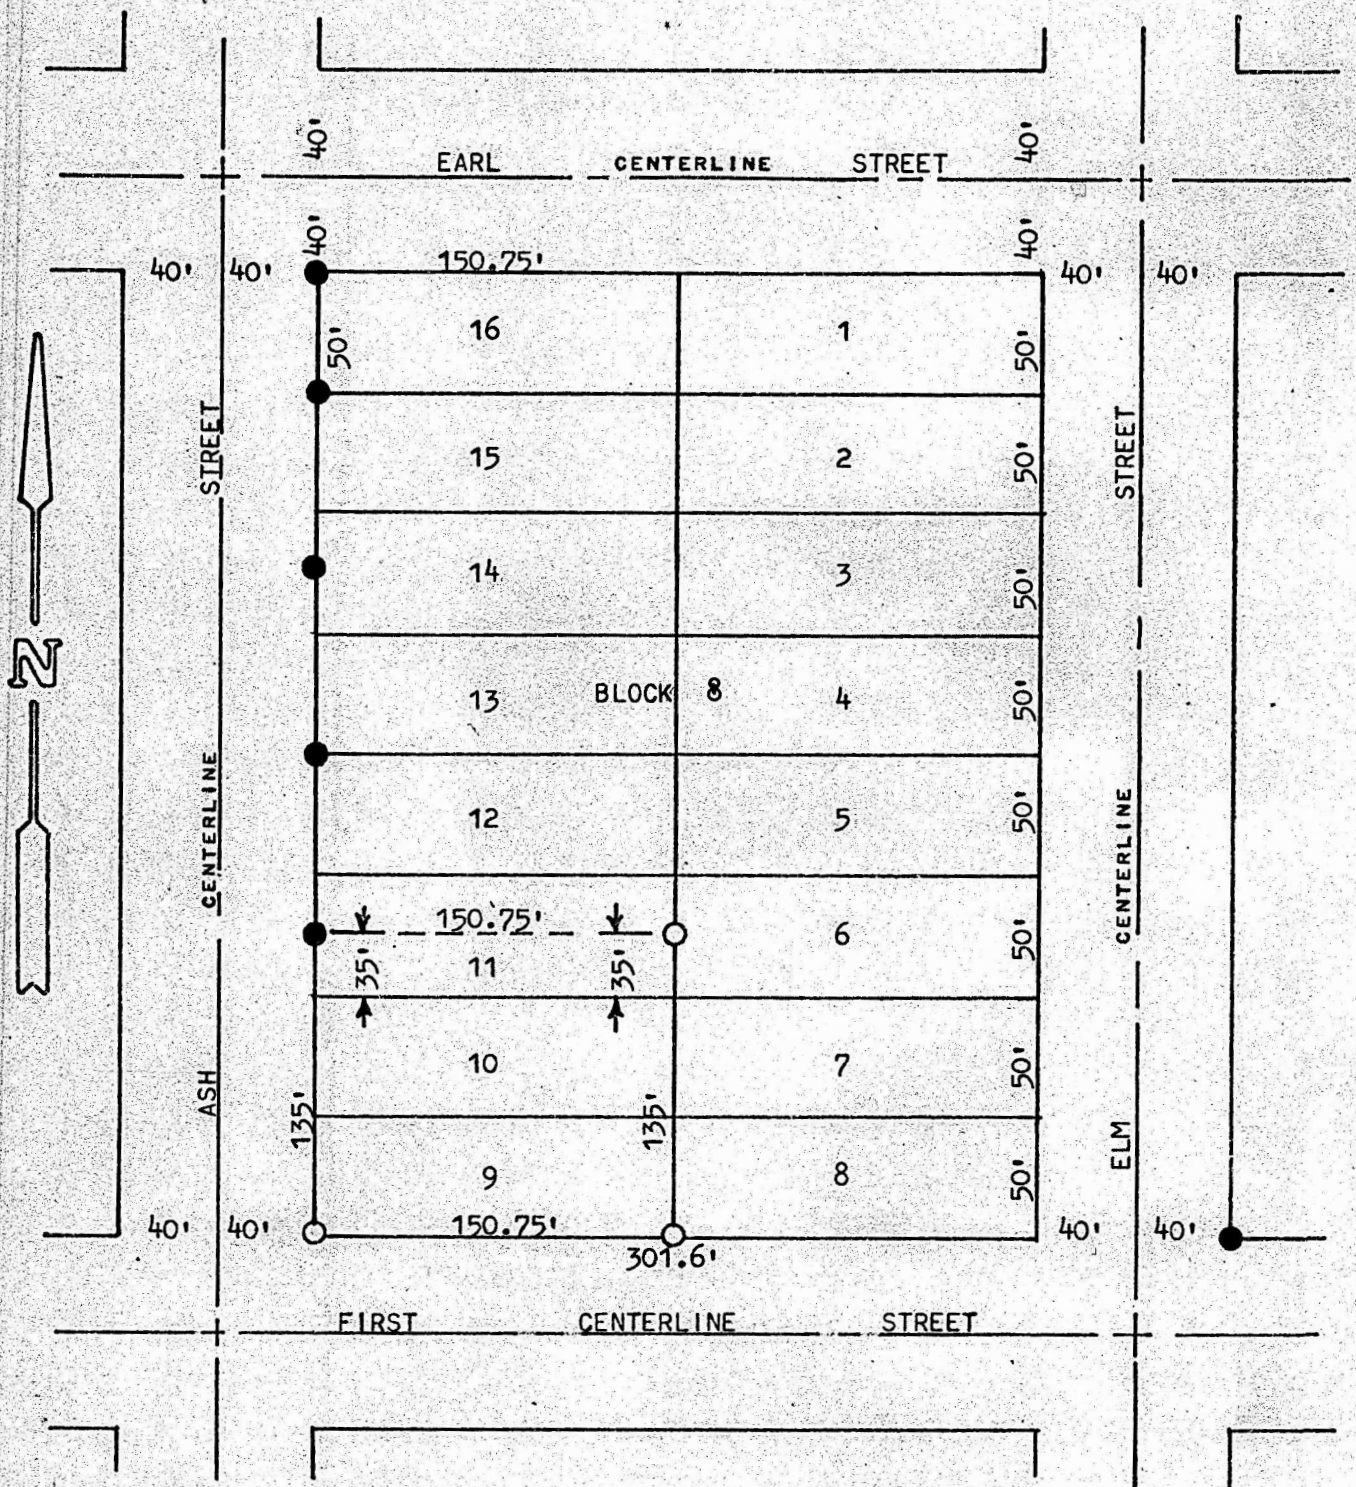 40' 40'
EARL CENTERLINE STREET
40' 40'
40' 40' 150.75' 40' 40'
16 50' 1 50'
STREET 15 2 50' STREET
14 3 50'
N
BLOCK 8
13 4 50'
CENTERLINE 12 5 50' CENTERLINE
150.75'
35' 11 35' 6 50'
10 7 50'
ASH 135' 135' ELM
9 8 50'
40' 40' 150.75' 40' 40'
301.6'
FIRST CENTERLINE STREET